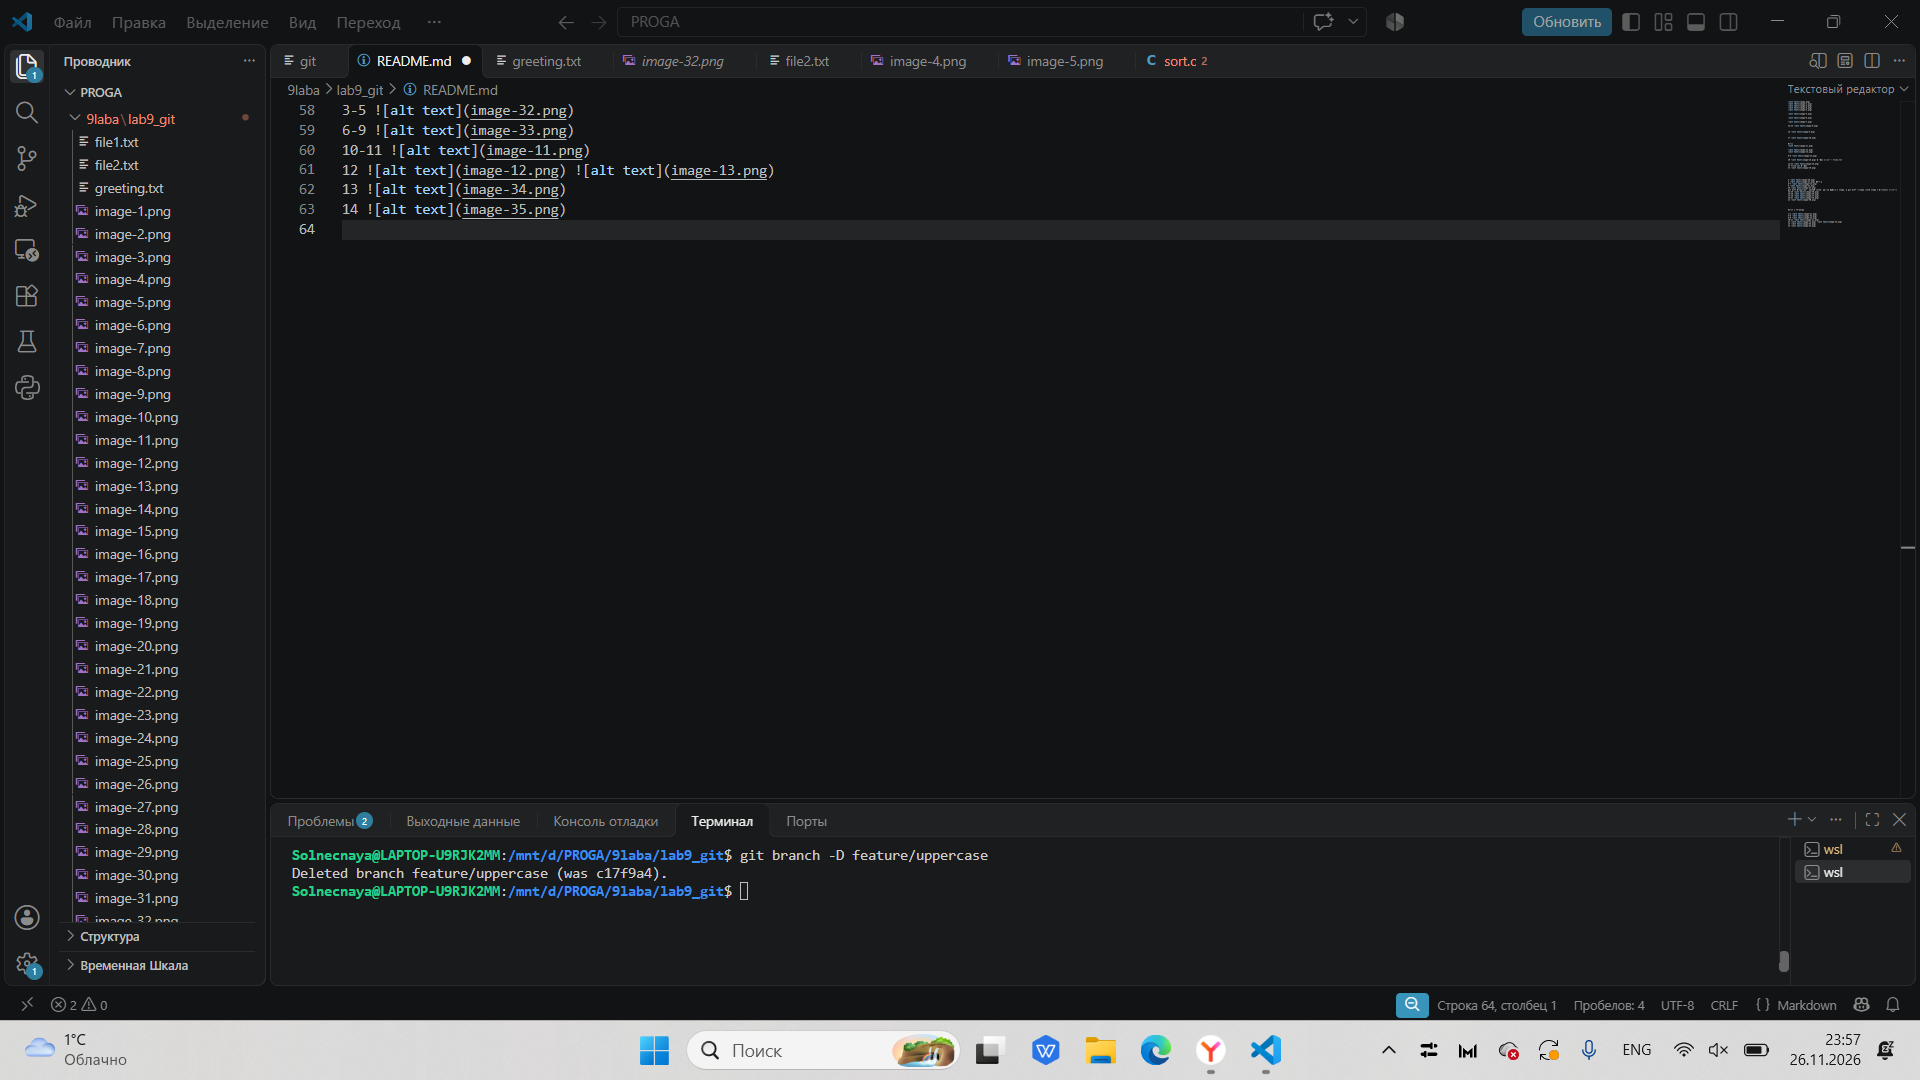 Файл Правка Выделение Вид Переход ··· PROGA Обновить
Проводник ···
PROGA
9laba\lab9_git
file1.txt
file2.txt
greeting.txt
image-1.png
image-2.png
image-3.png
image-4.png
image-5.png
image-6.png
image-7.png
image-8.png
image-9.png
image-10.png
image-11.png
image-12.png
image-13.png
image-14.png
image-15.png
image-16.png
image-17.png
image-18.png
image-19.png
image-20.png
image-21.png
image-22.png
image-23.png
image-24.png
image-25.png
image-26.png
image-27.png
image-28.png
image-29.png
image-30.png
image-31.png
image-32.png
Структура
Временная Шкала
1
1
git README.md greeting.txt image-32.png file2.txt image-4.png image-5.png C sort.c 2
9laba > lab9_git > README.md
Текстовый редактор
58 3-5 ![alt text](image-32.png)
59 6-9 ![alt text](image-33.png)
60 10-11 ![alt text](image-11.png)
61 12 ![alt text](image-12.png) ![alt text](image-13.png)
62 13 ![alt text](image-34.png)
63 14 ![alt text](image-35.png)
64
Проблемы 2 Выходные данные Консоль отладки Терминал Порты
Solnecnaya@LAPTOP-U9RJK2MM:/mnt/d/PROGA/9laba/lab9_git$ git branch -D feature/uppercase
Deleted branch feature/uppercase (was c17f9a4).
Solnecnaya@LAPTOP-U9RJK2MM:/mnt/d/PROGA/9laba/lab9_git$
wsl
wsl
2 0 Строка 64, столбец 1 Пробелов: 4 UTF-8 CRLF {} Markdown
1°C
Облачно
Поиск
ENG
23:57
26.11.2026